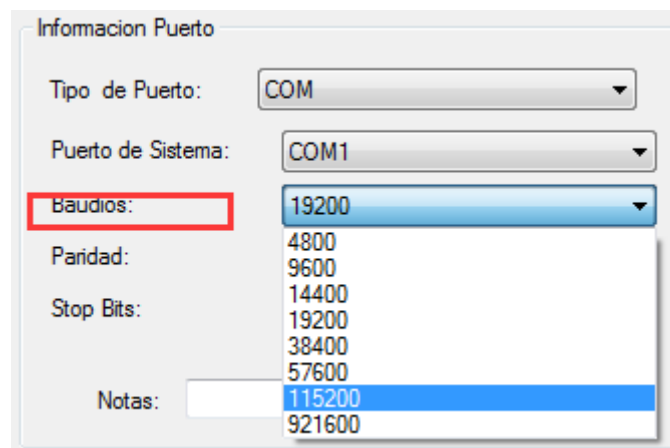 Informacion Puerto
Tipo de Puerto: COM
Puerto de Sistema: COM1
Baudios: 19200
4800
Paridad: 9600
14400
Stop Bits: 19200
38400
57600
Notas: 115200
921600